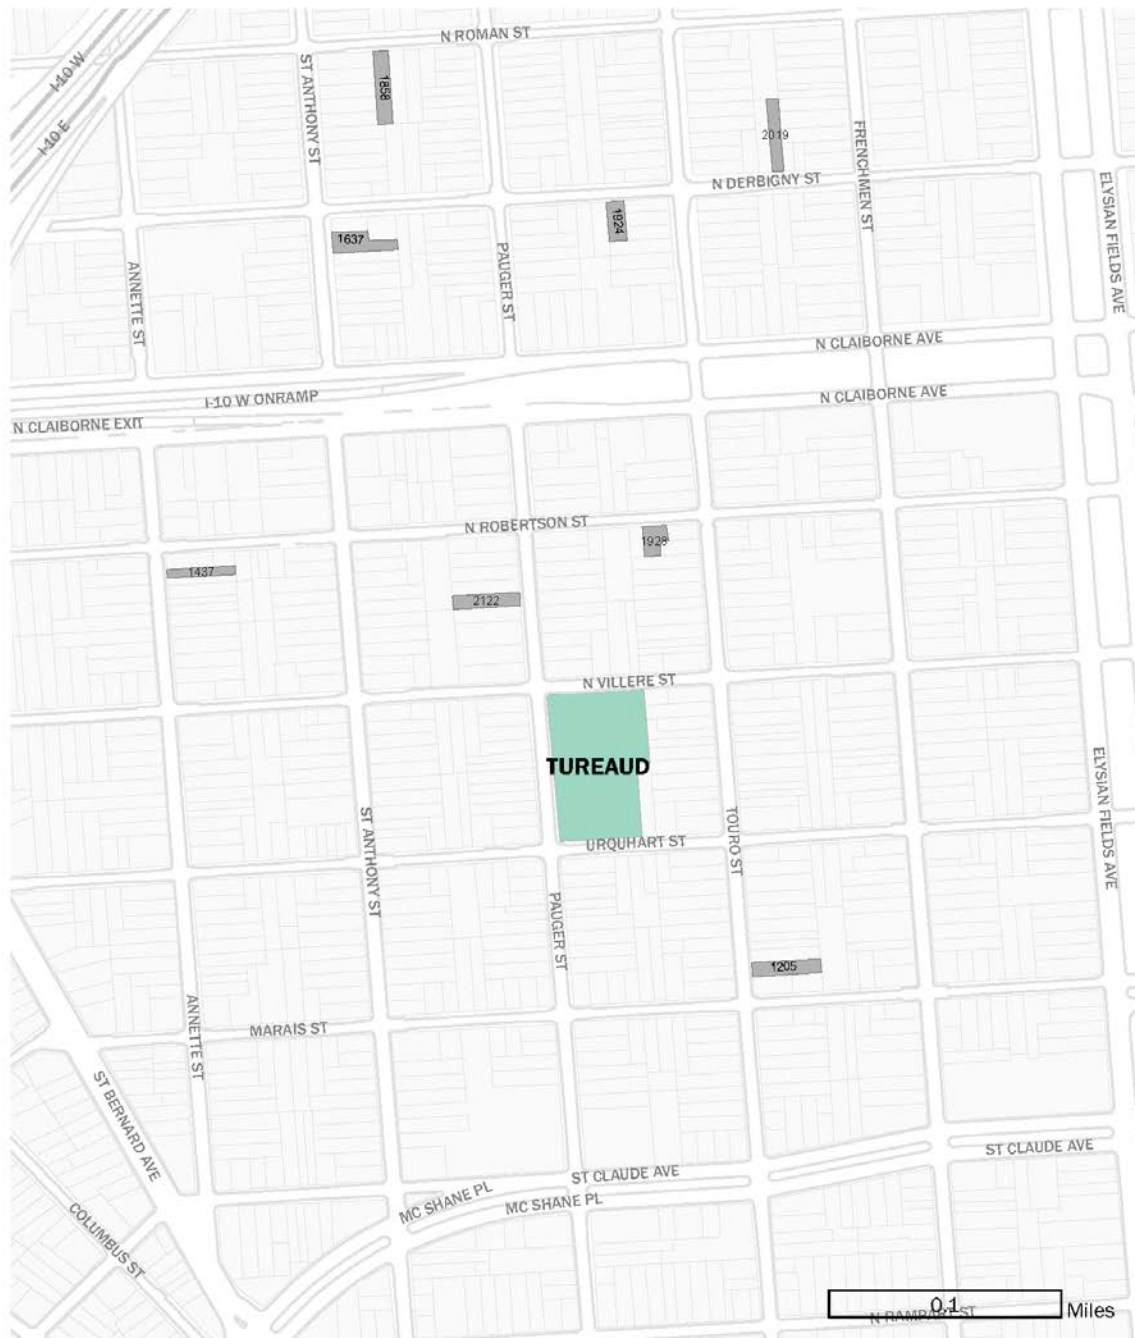 N ROMAN ST
I-10 W
ST ANTHONY ST
1858
I-10 E
2019
FRENCHMEN ST
N DERBIGNY ST
ELYSIAN FIELDS AVE
1924
1637
PAUGER ST
ANNETTE ST
N CLAIBORNE AVE
I-10 W ONRAMP
N CLAIBORNE AVE
N CLAIBORNE EXIT
N ROBERTSON ST
1928
1437
2122
N VILLERE ST
TUREAUD
ELYSIAN FIELDS AVE
ST ANTHONY ST
TOURO ST
URQUHART ST
PAUGER ST
1205
ANNETTE ST
MARAIS ST
ST BERNARD AVE
ST CLAUDE AVE
ST CLAUDE AVE
MC SHANE PL
MC SHANE PL
COLUMBUS ST
0.1
Miles
N RAMPART ST